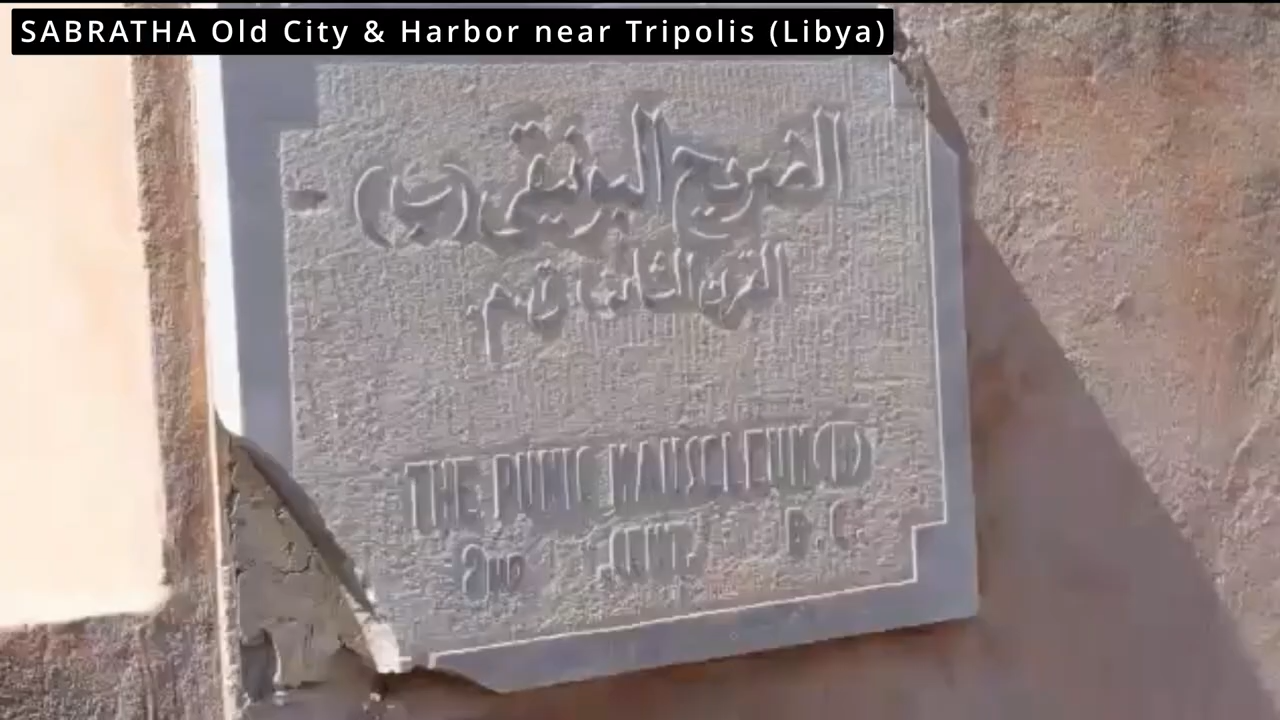 SABRATHA Old City & Harbor near Tripolis (Libya)
الضريح البونيقي (ب)
القرن الثاني ق.م
THE PUNIC MAUSOLEUM (B)
2ND CENT. B.C.